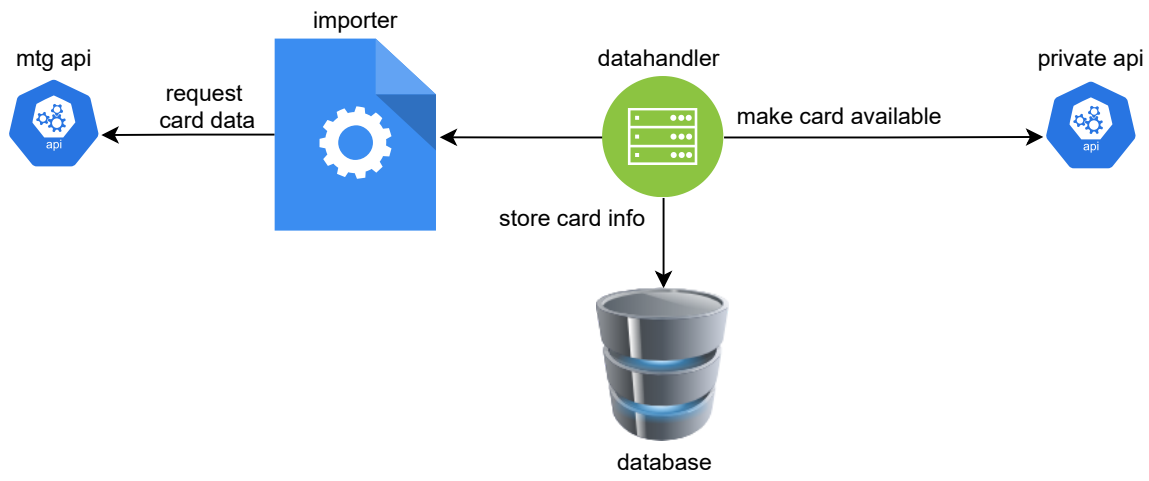 importer
mtg api
datahandler
private api
request
card data
make card available
api
api
store card info
database